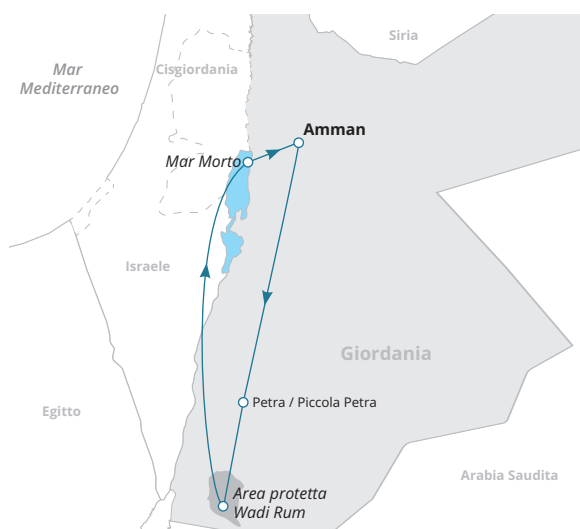 Siria
Mar
Mediterraneo
Cisgiordania
Amman
Mar Morto
Israele
Giordania
Petra / Piccola Petra
Egitto
Arabia Saudita
Area protetta
Wadi Rum